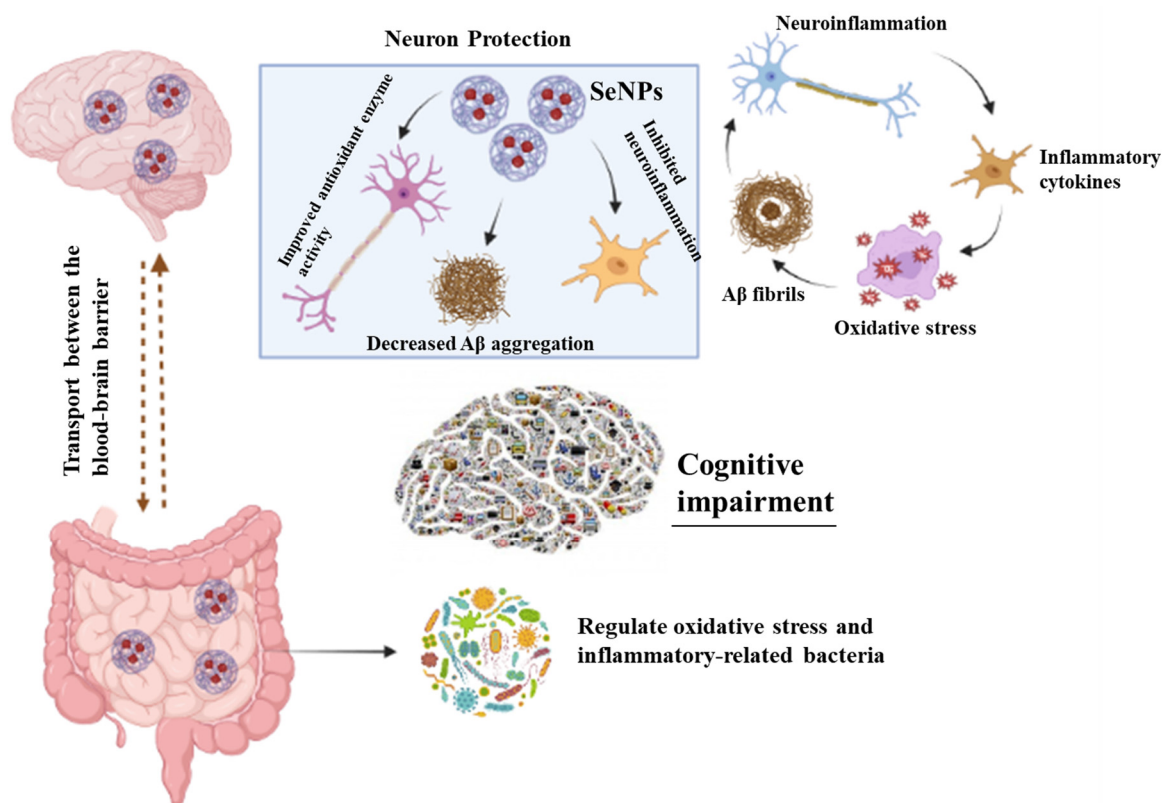 Neuron Protection
SeNPs
Improved antioxidant enzyme
activity
Inhibited
neuroinflammation
Decreased Aβ aggregation
Neuroinflammation
Inflammatory
cytokines
Aβ fibrils
Oxidative stress
Transport between the
blood-brain barrier
Cognitive
impairment
Regulate oxidative stress and
inflammatory-related bacteria